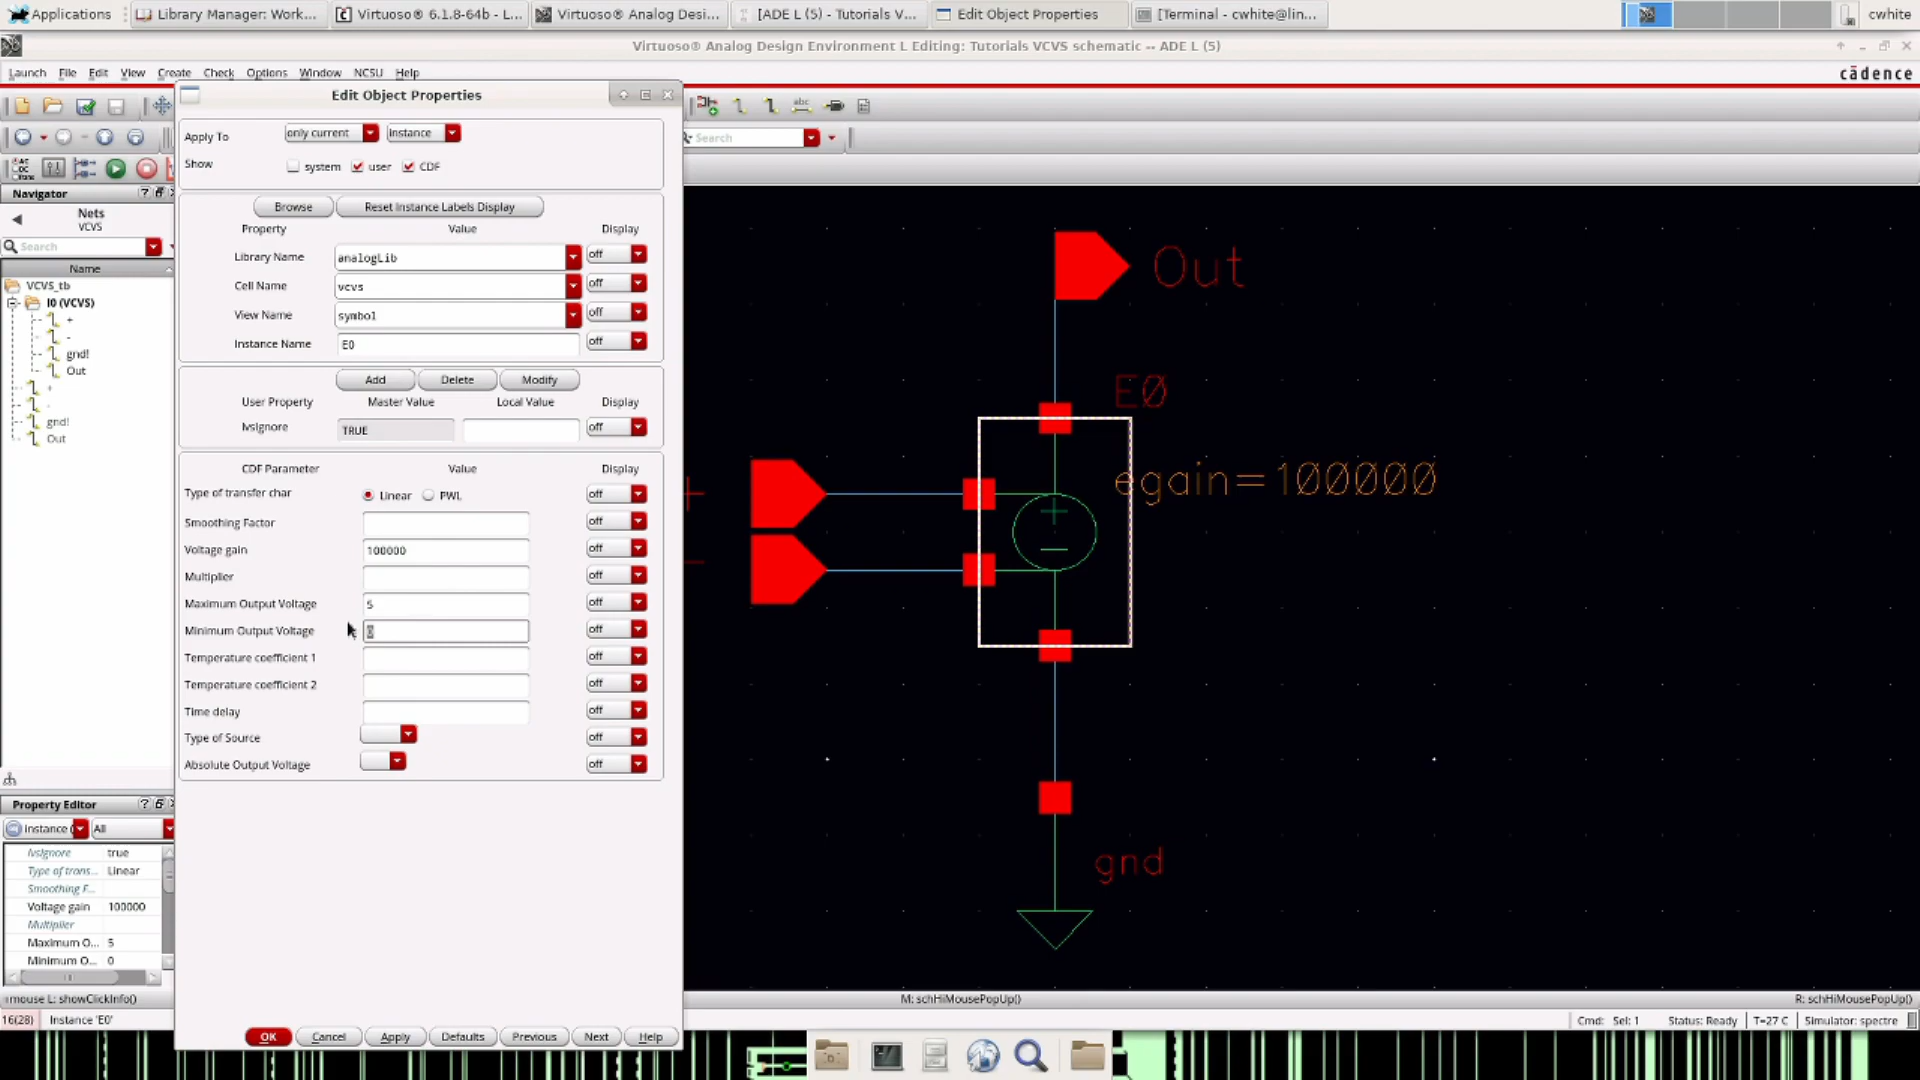 Applications
Library Manager: Work...
Virtuoso® 6.1.8-64b - L...
Virtuoso® Analog Desi...
[ADE L (5) - Tutorials V...
Edit Object Properties
[Terminal - cwhite@lin...
cwhite
Virtuoso® Analog Design Environment L Editing: Tutorials VCVS schematic -- ADE L (5)
Launch File Edit View Create Check Options Window NCSU Help
cādence
Edit Object Properties
Search
Apply To only current instance
Show system user CDF
Navigator
Nets
VCVS
Search
Name
VCVS_tb
I0 (VCVS)
+
-
gnd!
Out
+
-
gnd!
Out
Browse Reset Instance Labels Display
Property Value Display
Library Name analogLib off
Cell Name vcvs off
View Name symbol off
Instance Name E0 off
Add Delete Modify
User Property Master Value Local Value Display
lvsIgnore TRUE off
CDF Parameter Value Display
Type of transfer char Linear PWL off
Smoothing Factor off
Voltage gain 100000 off
Multiplier off
Maximum Output Voltage 5 off
Minimum Output Voltage 0 off
Temperature coefficient 1 off
Temperature coefficient 2 off
Time delay off
Type of Source off
Absolute Output Voltage off
Out
E0
egain=100000
+
-
+
-
gnd
Property Editor
instance ( All
lvsIgnore true
Type of trans... Linear
Smoothing F...
Voltage gain 100000
Multiplier
Maximum O... 5
Minimum O... 0
mouse L: showClickInfo()
M: schHiMousePopUp()
R: schHiMousePopUp()
16(28) Instance 'E0'
OK Cancel Apply Defaults Previous Next Help
Cmd: Sel: 1 Status: Ready T=27 C Simulator: spectre